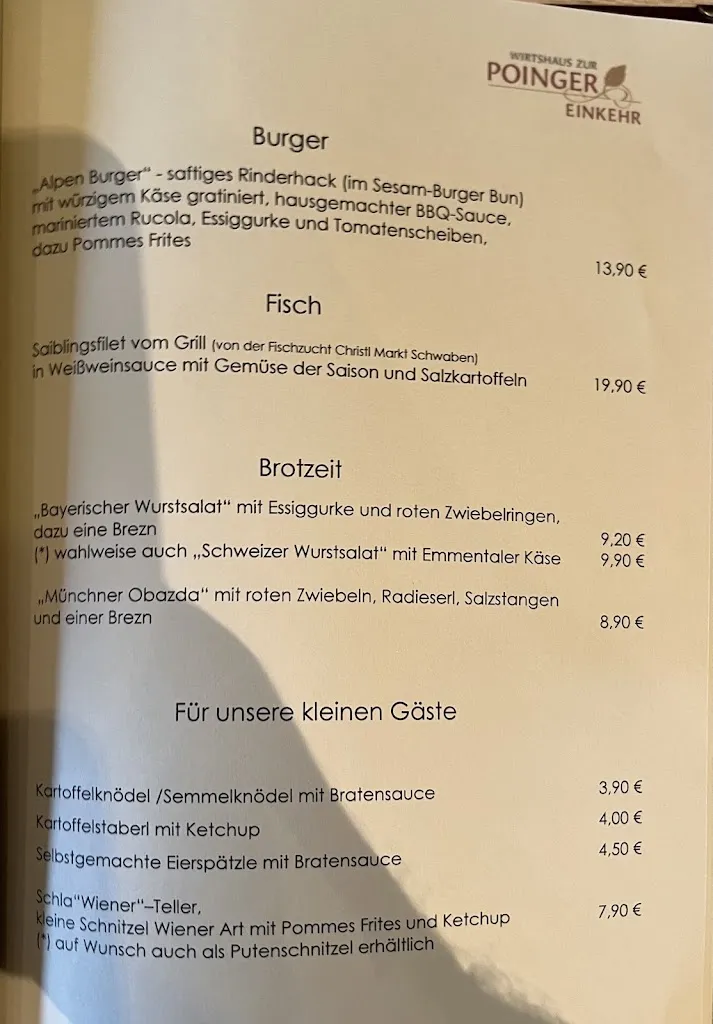 WIRTSHAUS ZUR
POINGER
EINKEHR
Burger
„Alpen Burger" - saftiges Rinderhack (im Sesam-Burger Bun)
mit würzigem Käse gratiniert, hausgemachter BBQ-Sauce,
mariniertem Rucola, Essiggurke und Tomatenscheiben,
dazu Pommes Frites
13,90 €
Fisch
Saiblingsfilet vom Grill (von der Fischzucht Christl Markt Schwaben)
in Weißweinsauce mit Gemüse der Saison und Salzkartoffeln 19,90 €
Brotzeit
„Bayerischer Wurstsalat" mit Essiggurke und roten Zwiebelringen,
dazu eine Brezn 9,20 €
(*) wahlweise auch „Schweizer Wurstsalat" mit Emmentaler Käse 9,90 €
„Münchner Obazda" mit roten Zwiebeln, Radieserl, Salzstangen
und einer Brezn 8,90 €
Für unsere kleinen Gäste
Kartoffelknödel /Semmelknödel mit Bratensauce 3,90 €
Kartoffelstaberl mit Ketchup 4,00 €
Selbstgemachte Eierspätzle mit Bratensauce 4,50 €
Schla"Wiener"–Teller,
kleine Schnitzel Wiener Art mit Pommes Frites und Ketchup 7,90 €
(*) auf Wunsch auch als Putenschnitzel erhältlich